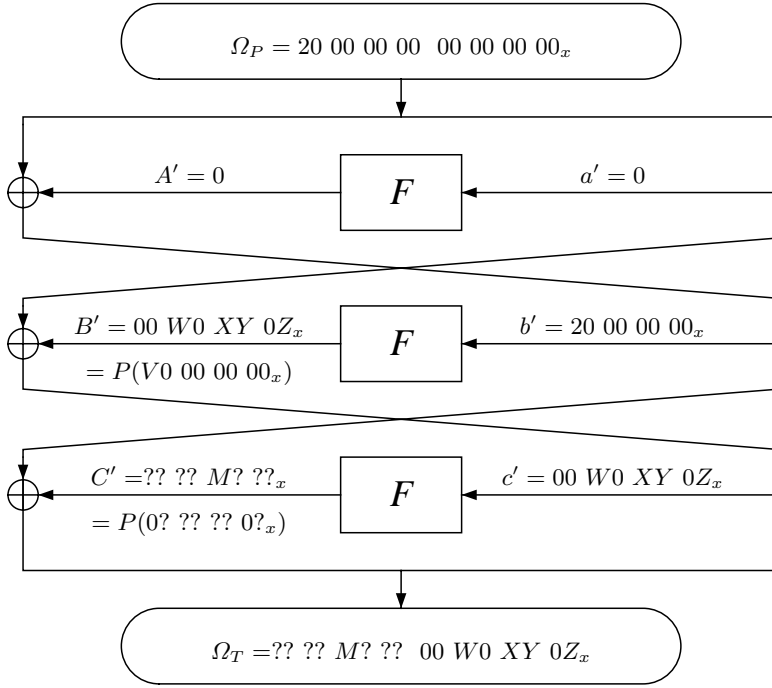 Ω_P = 20 00 00 00 00 00 00 00_x
A′ = 0 F a′ = 0
B′ = 00 W0 XY 0Z_x F b′ = 20 00 00 00_x
= P(V0 00 00 00_x)
C′ =?? ?? M? ??_x F c′ = 00 W0 XY 0Z_x
= P(0? ?? ?? 0?_x)
Ω_T =?? ?? M? ?? 00 W0 XY 0Z_x